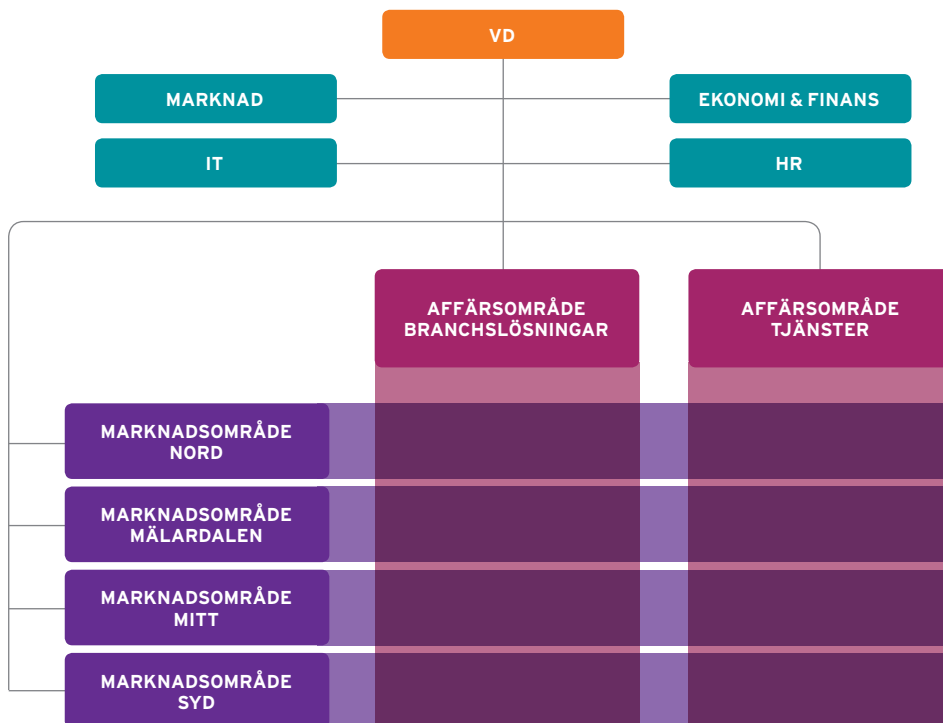 VD
MARKNAD
EKONOMI & FINANS
IT
HR
AFFÄRSOMRÅDE
BRANCHSLÖSNINGAR
AFFÄRSOMRÅDE
TJÄNSTER
MARKNADSOMRÅDE
NORD
MARKNADSOMRÅDE
MÄLARDALEN
MARKNADSOMRÅDE
MITT
MARKNADSOMRÅDE
SYD